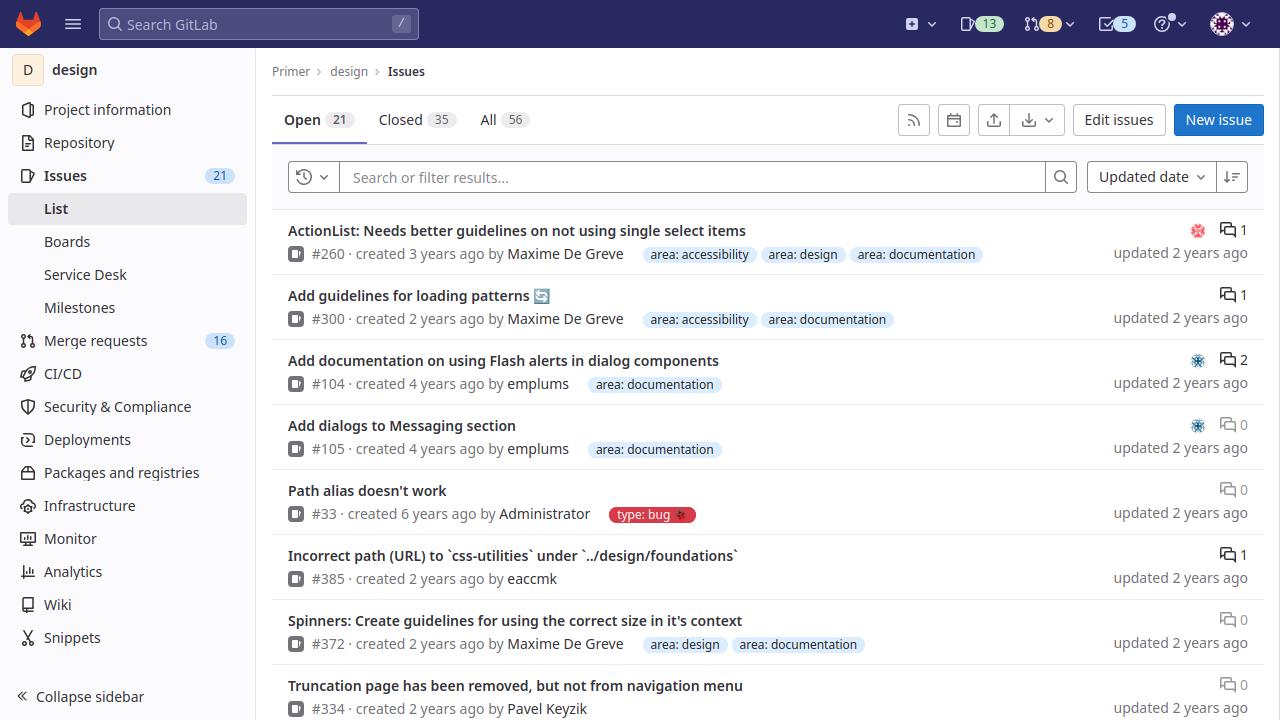 Search GitLab /
13 8 5
D design
Project information
Repository
Issues 21
List
Boards
Service Desk
Milestones
Merge requests 16
CI/CD
Security & Compliance
Deployments
Packages and registries
Infrastructure
Monitor
Analytics
Wiki
Snippets
Collapse sidebar
Primer design Issues
Open 21 Closed 35 All 56
Edit issues New issue
Search or filter results...
Updated date
ActionList: Needs better guidelines on not using single select items 1
#260 · created 3 years ago by Maxime De Greve area: accessibility area: design area: documentation updated 2 years ago
Add guidelines for loading patterns 🔄 1
#300 · created 2 years ago by Maxime De Greve area: accessibility area: documentation updated 2 years ago
Add documentation on using Flash alerts in dialog components 2
#104 · created 4 years ago by emplums area: documentation updated 2 years ago
Add dialogs to Messaging section 0
#105 · created 4 years ago by emplums area: documentation updated 2 years ago
Path alias doesn't work 0
#33 · created 6 years ago by Administrator type: bug 🐞 updated 2 years ago
Incorrect path (URL) to `css-utilities` under `../design/foundations` 1
#385 · created 2 years ago by eaccmk updated 2 years ago
Spinners: Create guidelines for using the correct size in it's context 0
#372 · created 2 years ago by Maxime De Greve area: design area: documentation updated 2 years ago
Truncation page has been removed, but not from navigation menu 0
#334 · created 2 years ago by Pavel Keyzik updated 2 years ago